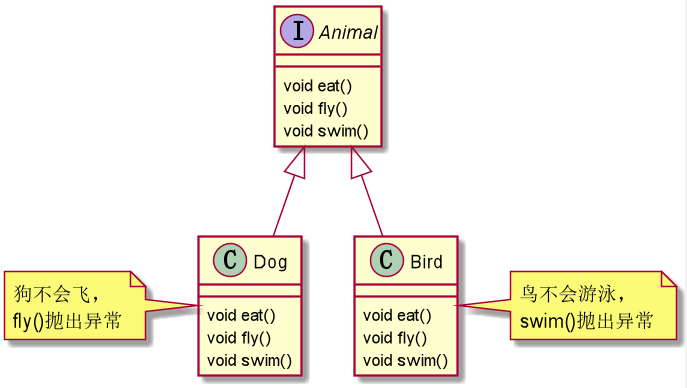 I Animal
void eat()
void fly()
void swim()
C Dog
void eat()
void fly()
void swim()
C Bird
void eat()
void fly()
void swim()
狗不会飞，
fly()抛出异常
鸟不会游泳，
swim()抛出异常